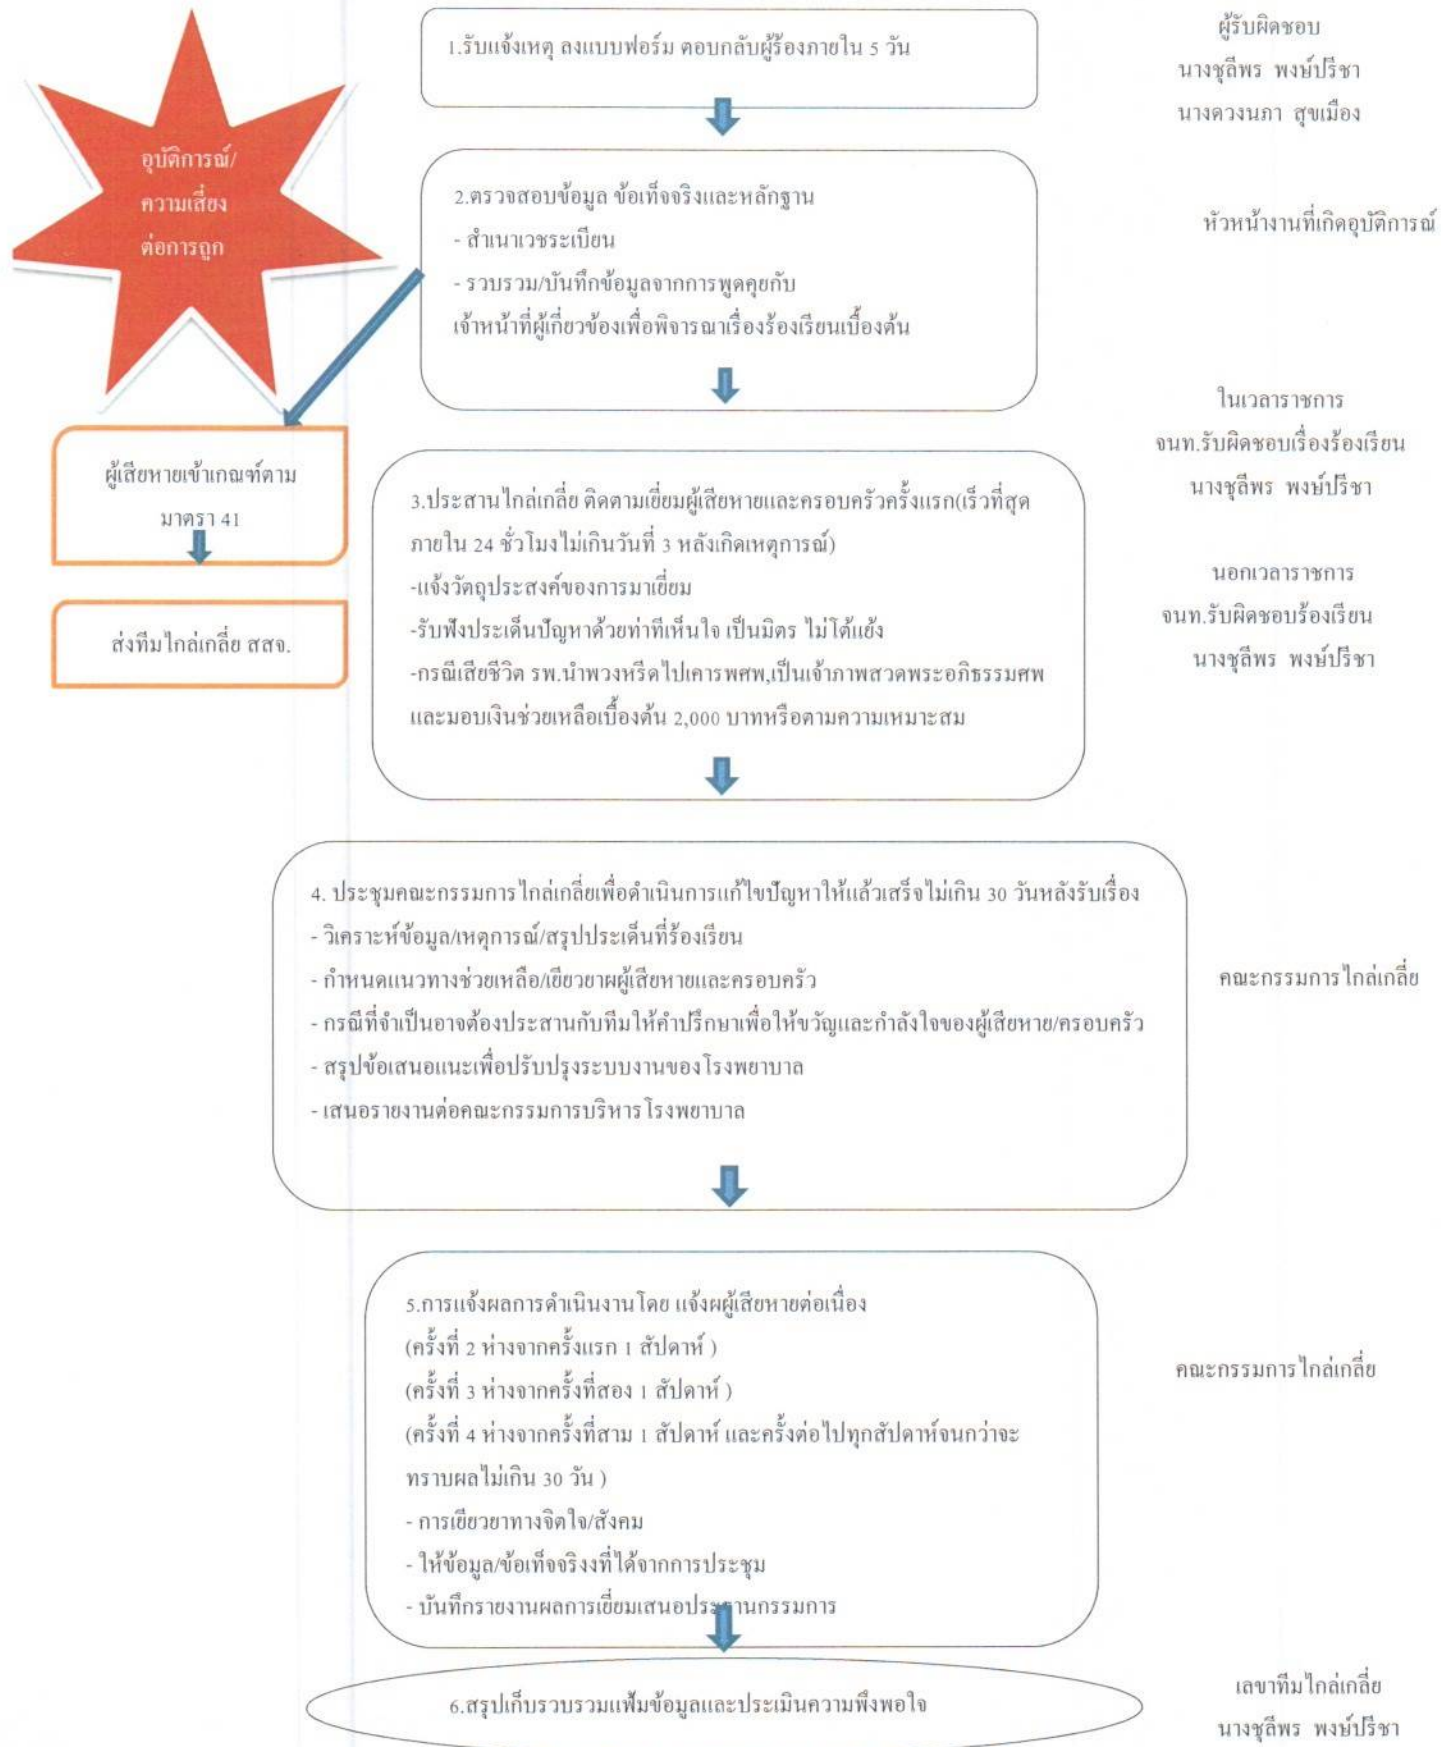 1.รับแจ้งเหตุ ลงแบบฟอร์ม ตอบกลับผู้ร้องภายใน 5 วัน
ผู้รับผิดชอบ
นางชุลีพร พงษ์ปรีชา
นางดวงนภา สุขเมือง
อุบัติการณ์/
ความเสี่ยง
ต่อการถูก
2.ตรวจสอบข้อมูล ข้อเท็จจริงและหลักฐาน
- สำเนาเวชระเบียน
- รวบรวม/บันทึกข้อมูลจากการพูดคุยกับ
เจ้าหน้าที่ผู้เกี่ยวข้องเพื่อพิจารณาเรื่องร้องเรียนเบื้องต้น
หัวหน้างานที่เกิดอุบัติการณ์
ผู้เสียหายเข้าเกณฑ์ตาม
มาตรา 41
ส่งทีมไกล่เกลี่ย สสจ.
3.ประสานไกล่เกลี่ย ติดตามเยี่ยมผู้เสียหายและครอบครัวครั้งแรก(เร็วที่สุด
ภายใน 24 ชั่วโมงไม่เกินวันที่ 3 หลังเกิดเหตุการณ์)
-แจ้งวัตถุประสงค์ของการมาเยี่ยม
-รับฟังประเด็นปัญหาด้วยท่าทีเห็นใจ เป็นมิตร ไม่โต้แย้ง
-กรณีเสียชีวิต รพ.นำพวงหรีดไปเคารพศพ,เป็นเจ้าภาพสวดพระอภิธรรมศพ
และมอบเงินช่วยเหลือเบื้องต้น 2,000 บาทหรือตามความเหมาะสม
ในเวลาราชการ
จนท.รับผิดชอบเรื่องร้องเรียน
นางชุลีพร พงษ์ปรีชา
นอกเวลาราชการ
จนท.รับผิดชอบร้องเรียน
นางชุลีพร พงษ์ปรีชา
4. ประชุมคณะกรรมการไกล่เกลี่ยเพื่อดำเนินการแก้ไขปัญหาให้แล้วเสร็จไม่เกิน 30 วันหลังรับเรื่อง
- วิเคราะห์ข้อมูล/เหตุการณ์/สรุปประเด็นที่ร้องเรียน
- กำหนดแนวทางช่วยเหลือ/เยียวยาผผู้เสียหายและครอบครัว
- กรณีที่จำเป็นอาจต้องประสานกับทีมให้คำปรึกษาเพื่อให้ขวัญและกำลังใจของผู้เสียหาย/ครอบครัว
- สรุปข้อเสนอแนะเพื่อปรับปรุงระบบงานของโรงพยาบาล
- เสนอรายงานต่อคณะกรรมการบริหารโรงพยาบาล
คณะกรรมการไกล่เกลี่ย
5.การแจ้งผลการดำเนินงานโดย แจ้งผผู้เสียหายต่อเนื่อง
(ครั้งที่ 2 ห่างจากครั้งแรก 1 สัปดาห์ )
(ครั้งที่ 3 ห่างจากครั้งที่สอง 1 สัปดาห์ )
(ครั้งที่ 4 ห่างจากครั้งที่สาม 1 สัปดาห์ และครั้งต่อไปทุกสัปดาห์จนกว่าจะ
ทราบผลไม่เกิน 30 วัน )
- การเยียวยาทางจิตใจ/สังคม
- ให้ข้อมูล/ข้อเท็จจริงงที่ได้จากการประชุม
- บันทึกรายงานผลการเยี่ยมเสนอประธานกรรมการ
คณะกรรมการไกล่เกลี่ย
6.สรุปเก็บรวบรวมแฟ้มข้อมูลและประเมินความพึงพอใจ
เลขาทีมไกล่เกลี่ย
นางชุลีพร พงษ์ปรีชา